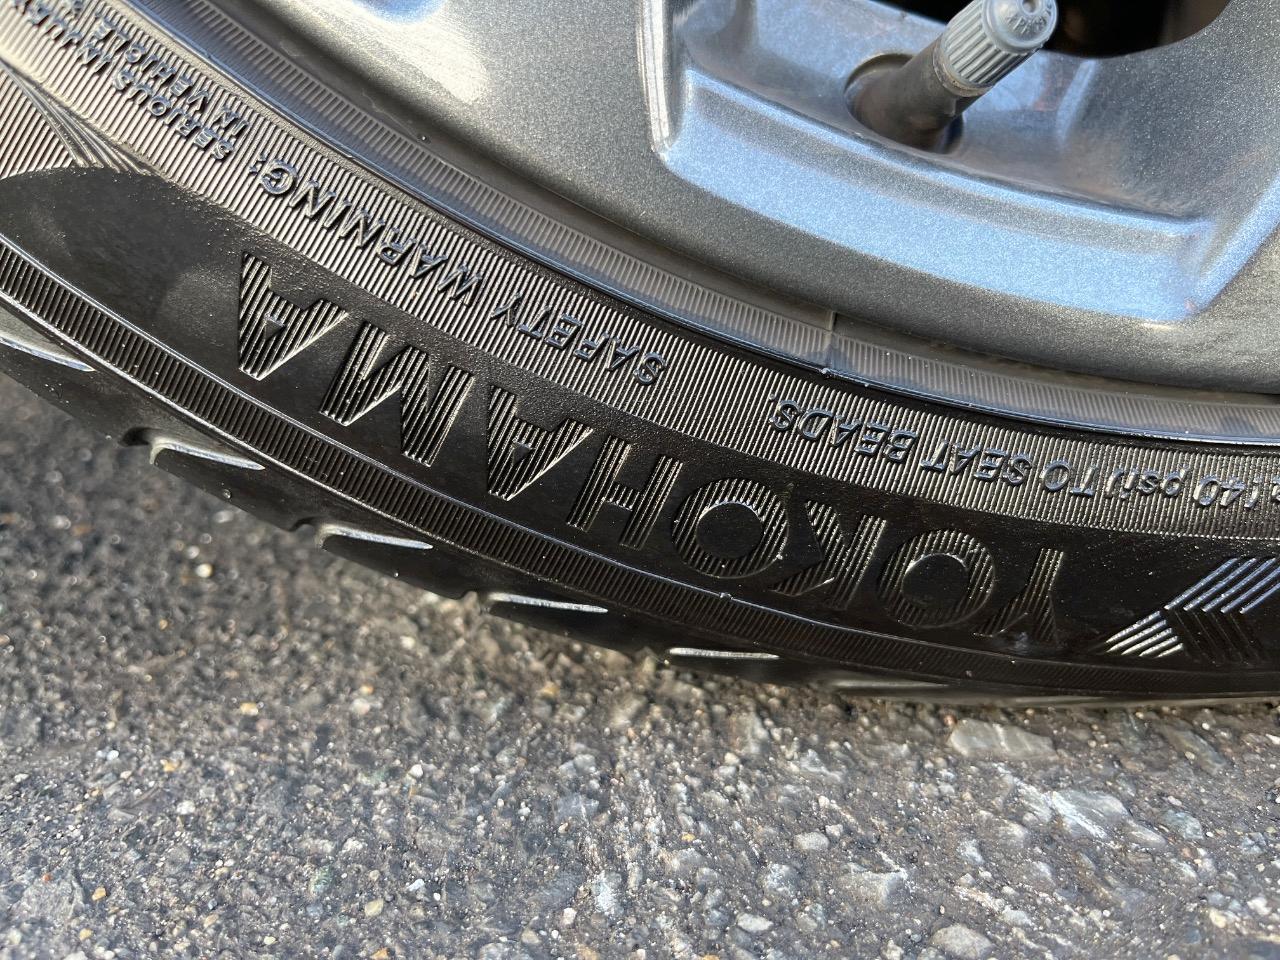 YOKOHAMA
(40 psi) TO SEAT BEADS.
SAFETY WARNING: SERIOUS INJURY
IN VEHICLE